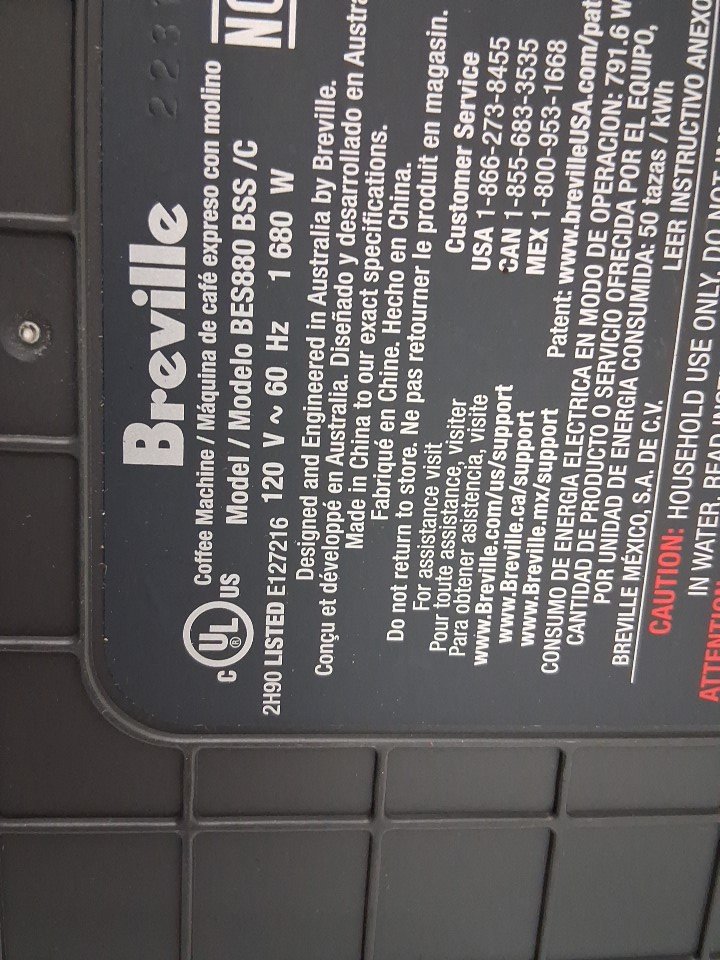 223
NO
Breville
Coffee Machine / Máquina de café expreso con molino
Model / Modelo BES880 BSS /C
C UL ® US
2H90 LISTED E127216 120 V ~ 60 Hz 1 680 W
Designed and Engineered in Australia by Breville.
Conçu et développé en Australia. Diseñado y desarrollado en
Made in China to our exact specifications.
Fabriqué en Chine. Hecho en China.
Do not return to store. Ne pas retourner le produit en magasin.
For assistance visit
Pour toute assistance, visiter
Para obtener asistencia, visite
www.Breville.com/us/support
www.Breville.ca/support
www.Breville.mx/support
Customer Service
USA 1-866-273-8455
CAN 1-855-683-3535
MEX 1-800-953-1668
Patent: www.brevilleUSA.com/pat
CONSUMO DE ENERGIA ELECTRICA EN MODO DE OPERACION: 791.6 W
CANTIDAD DE PRODUCTO O SERVICIO OFRECIDA POR EL EQUIPO,
POR UNIDAD DE ENERGIA CONSUMIDA: 50 tazas / kWh
BREVILLE MÉXICO, S.A. DE C.V.
LEER INSTRUCTIVO ANEXO
CAUTION: HOUSEHOLD USE ONLY. DO NOT
IN WATER. READ